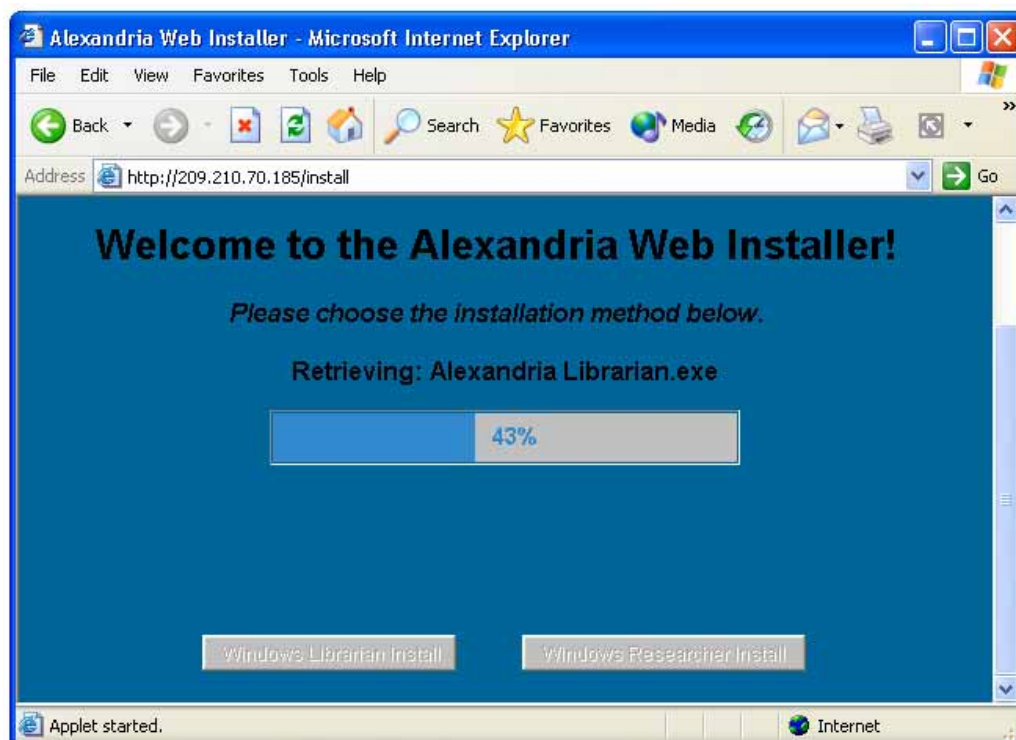 Alexandria Web Installer - Microsoft Internet Explorer
File Edit View Favorites Tools Help
Back Search Favorites Media »
Address http://209.210.70.185/install Go
Welcome to the Alexandria Web Installer!
Please choose the installation method below.
Retrieving: Alexandria Librarian.exe
43%
Windows Librarian Install Windows Researcher Install
Applet started. Internet